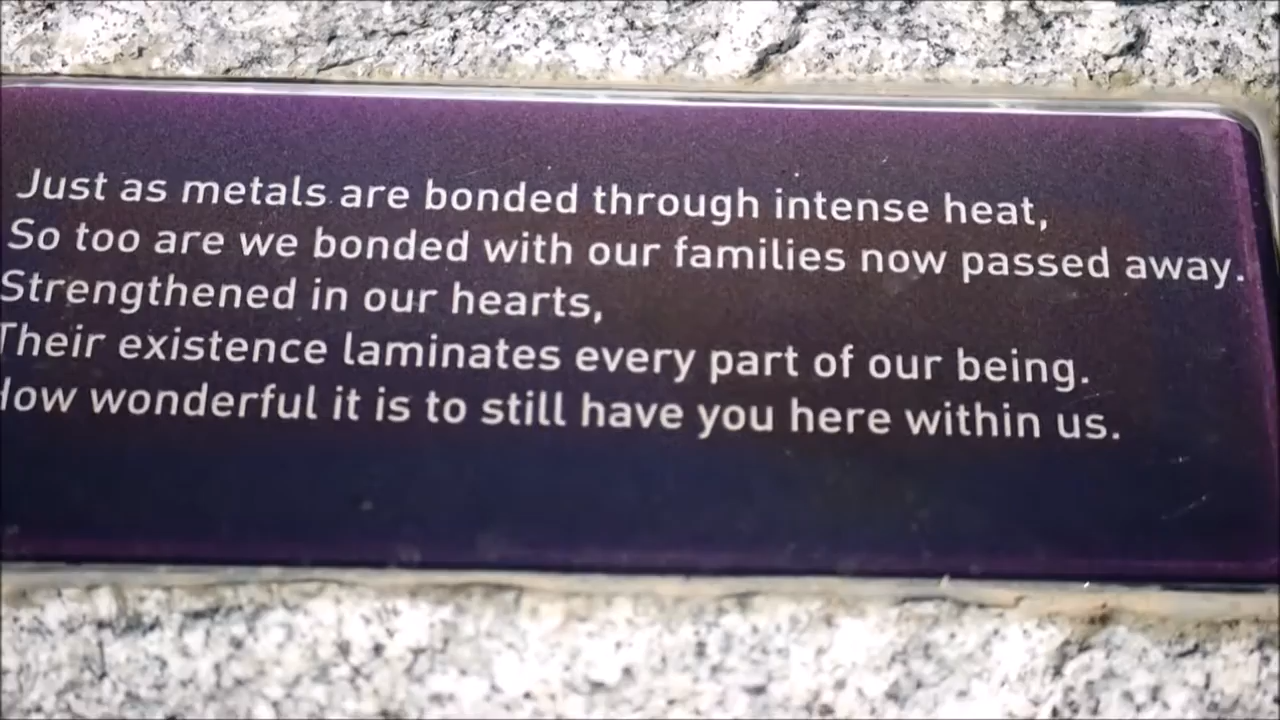 Just as metals are bonded through intense heat,
So too are we bonded with our families now passed away.
Strengthened in our hearts,
Their existence laminates every part of our being.
How wonderful it is to still have you here within us.